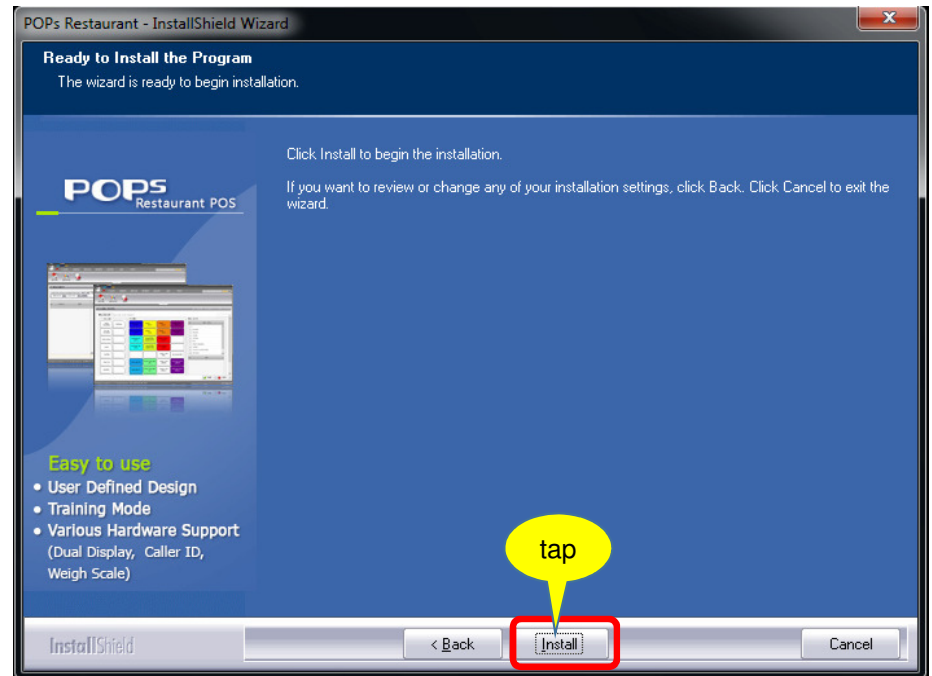 POPs Restaurant - InstallShield Wizard
Ready to Install the Program
The wizard is ready to begin installation.
Click Install to begin the installation.
If you want to review or change any of your installation settings, click Back. Click Cancel to exit the
wizard.
POPs
Restaurant POS
Easy to use
• User Defined Design
• Training Mode
• Various Hardware Support
(Dual Display, Caller ID,
Weigh Scale)
tap
InstallShield
< Back
Install
Cancel